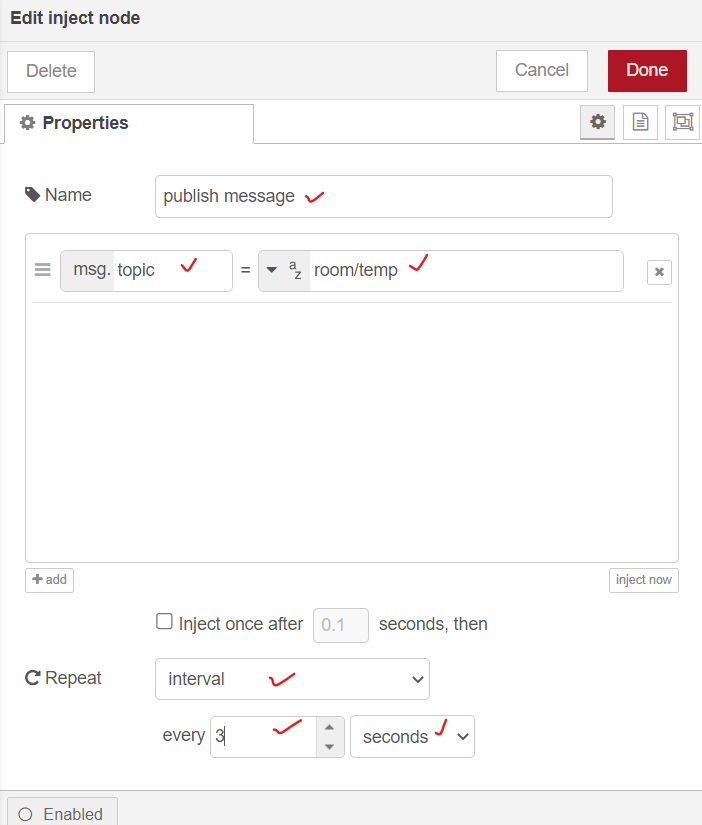 Edit inject node
Delete Cancel Done
Properties
Name publish message
msg. topic = a z room/temp
+ add inject now
Inject once after 0.1 seconds, then
Repeat interval
every 3 seconds
Enabled